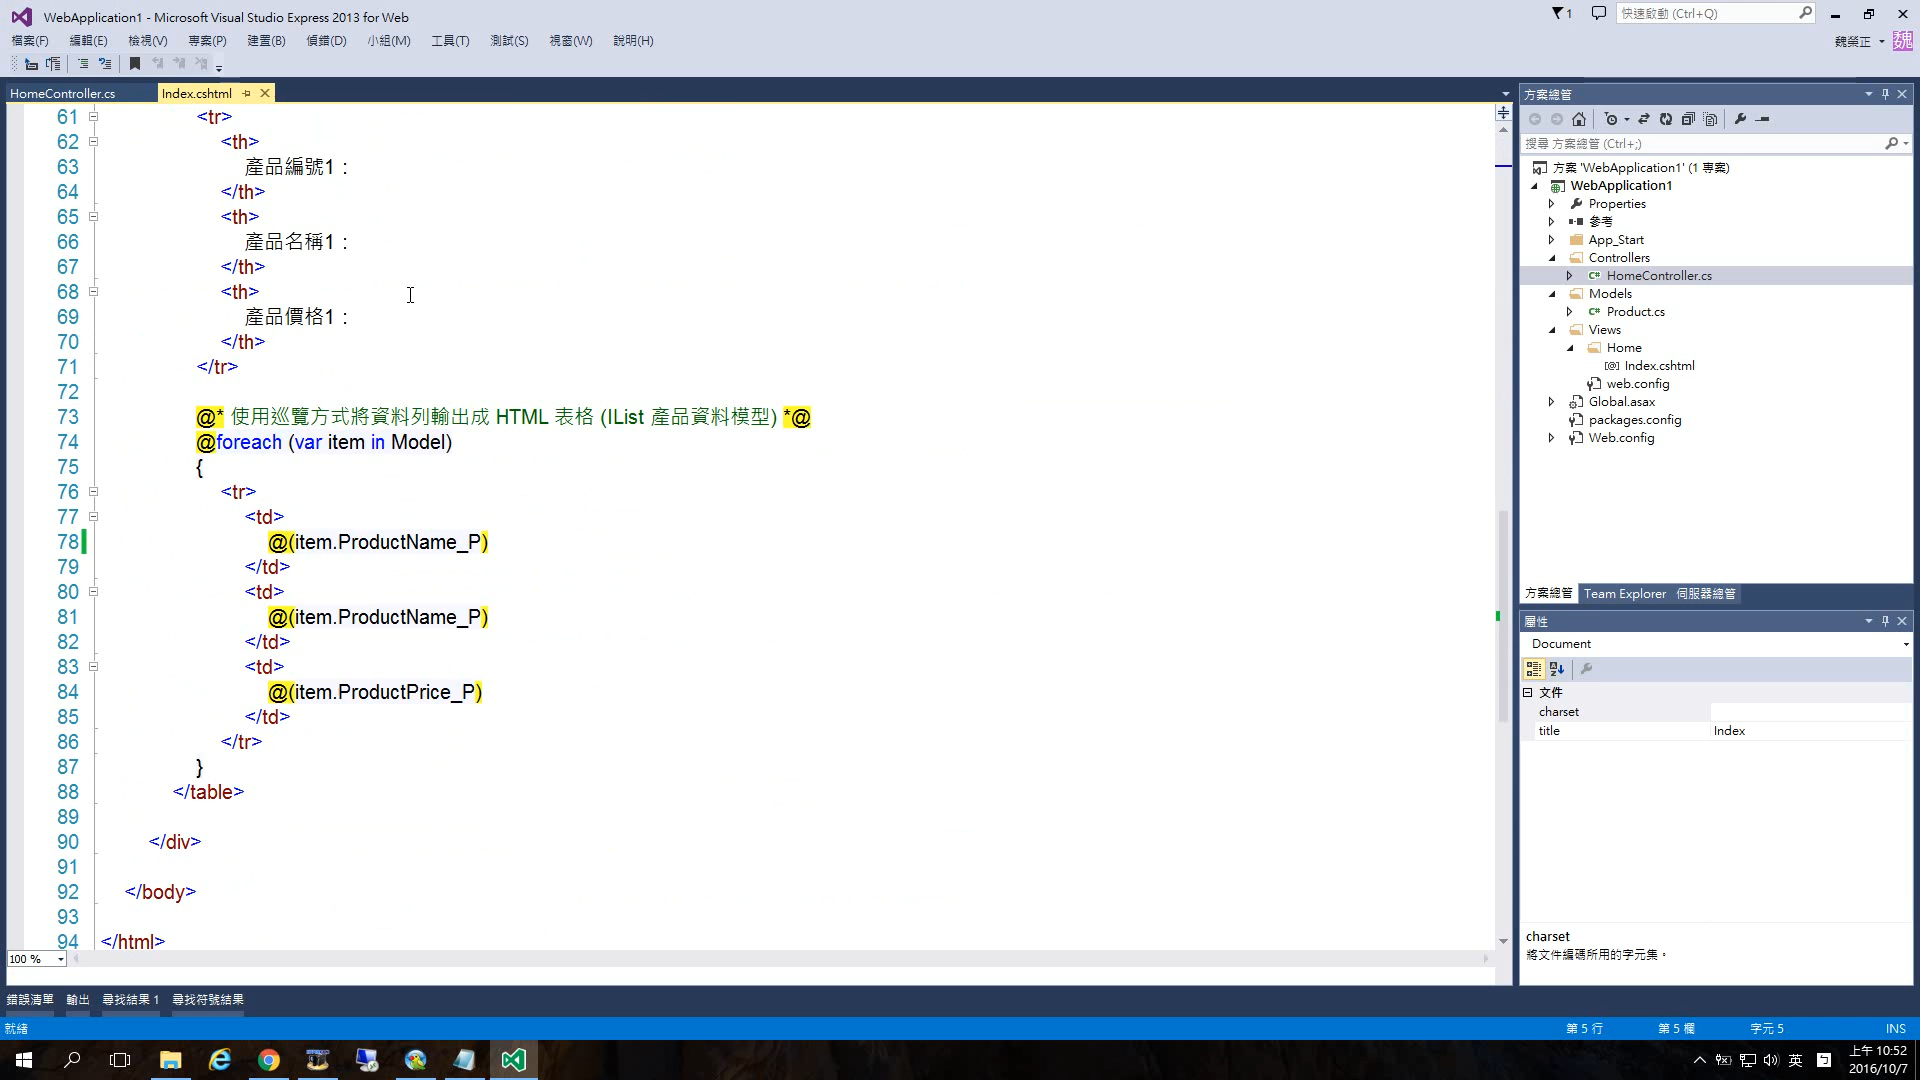 WebApplication1 - Microsoft Visual Studio Express 2013 for Web
1
快速啟動 (Ctrl+Q)
檔案(F) 編輯(E) 檢視(V) 專案(P) 建置(B) 偵錯(D) 小組(M) 工具(T) 測試(S) 視窗(W) 說明(H)
魏榮正 魏
HomeController.cs Index.cshtml
61 <tr>
62 <th>
63 產品編號1：
64 </th>
65 <th>
66 產品名稱1：
67 </th>
68 <th>
69 產品價格1：
70 </th>
71 </tr>
72
73 @* 使用巡覽方式將資料列輸出成 HTML 表格 (IList 產品資料模型) *@
74 @foreach (var item in Model)
75 {
76 <tr>
77 <td>
78 @(item.ProductName_P)
79 </td>
80 <td>
81 @(item.ProductName_P)
82 </td>
83 <td>
84 @(item.ProductPrice_P)
85 </td>
86 </tr>
87 }
88 </table>
89
90 </div>
91
92 </body>
93
94 </html>
100 %
方案總管
搜尋 方案總管 (Ctrl+;)
方案 'WebApplication1' (1 專案)
WebApplication1
Properties
參考
App_Start
Controllers
HomeController.cs
Models
Product.cs
Views
Home
Index.cshtml
web.config
Global.asax
packages.config
Web.config
方案總管 Team Explorer 伺服器總管
屬性
Document
文件
charset
title Index
charset
將文件編碼所用的字元集。
錯誤清單 輸出 尋找結果 1 尋找符號結果
就緒 第 5 行 第 5 欄 字元 5 INS
英
上午 10:52
2016/10/7